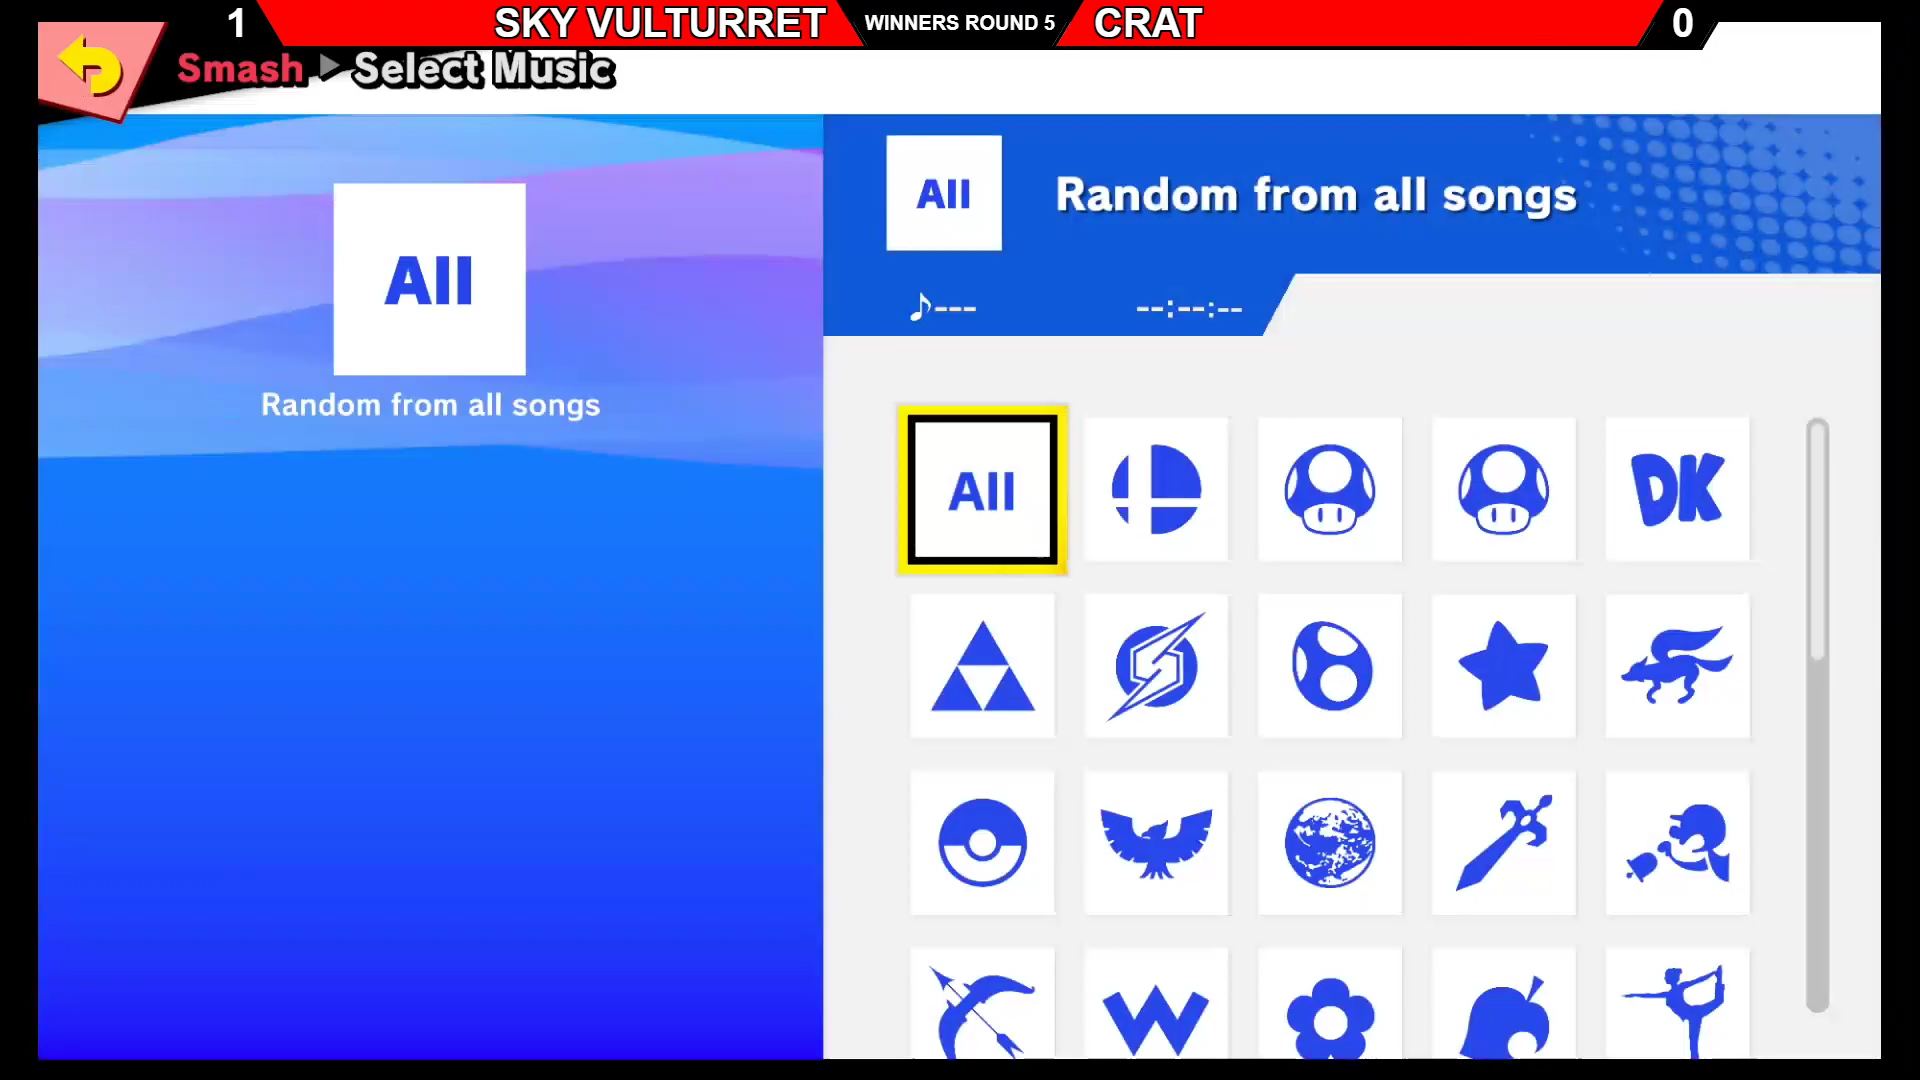 1 SKY VULTURRET WINNERS ROUND 5 CRAT 0
Smash Select Music
All
Random from all songs
All
Random from all songs
♪--- --:--:--
All
DK
W